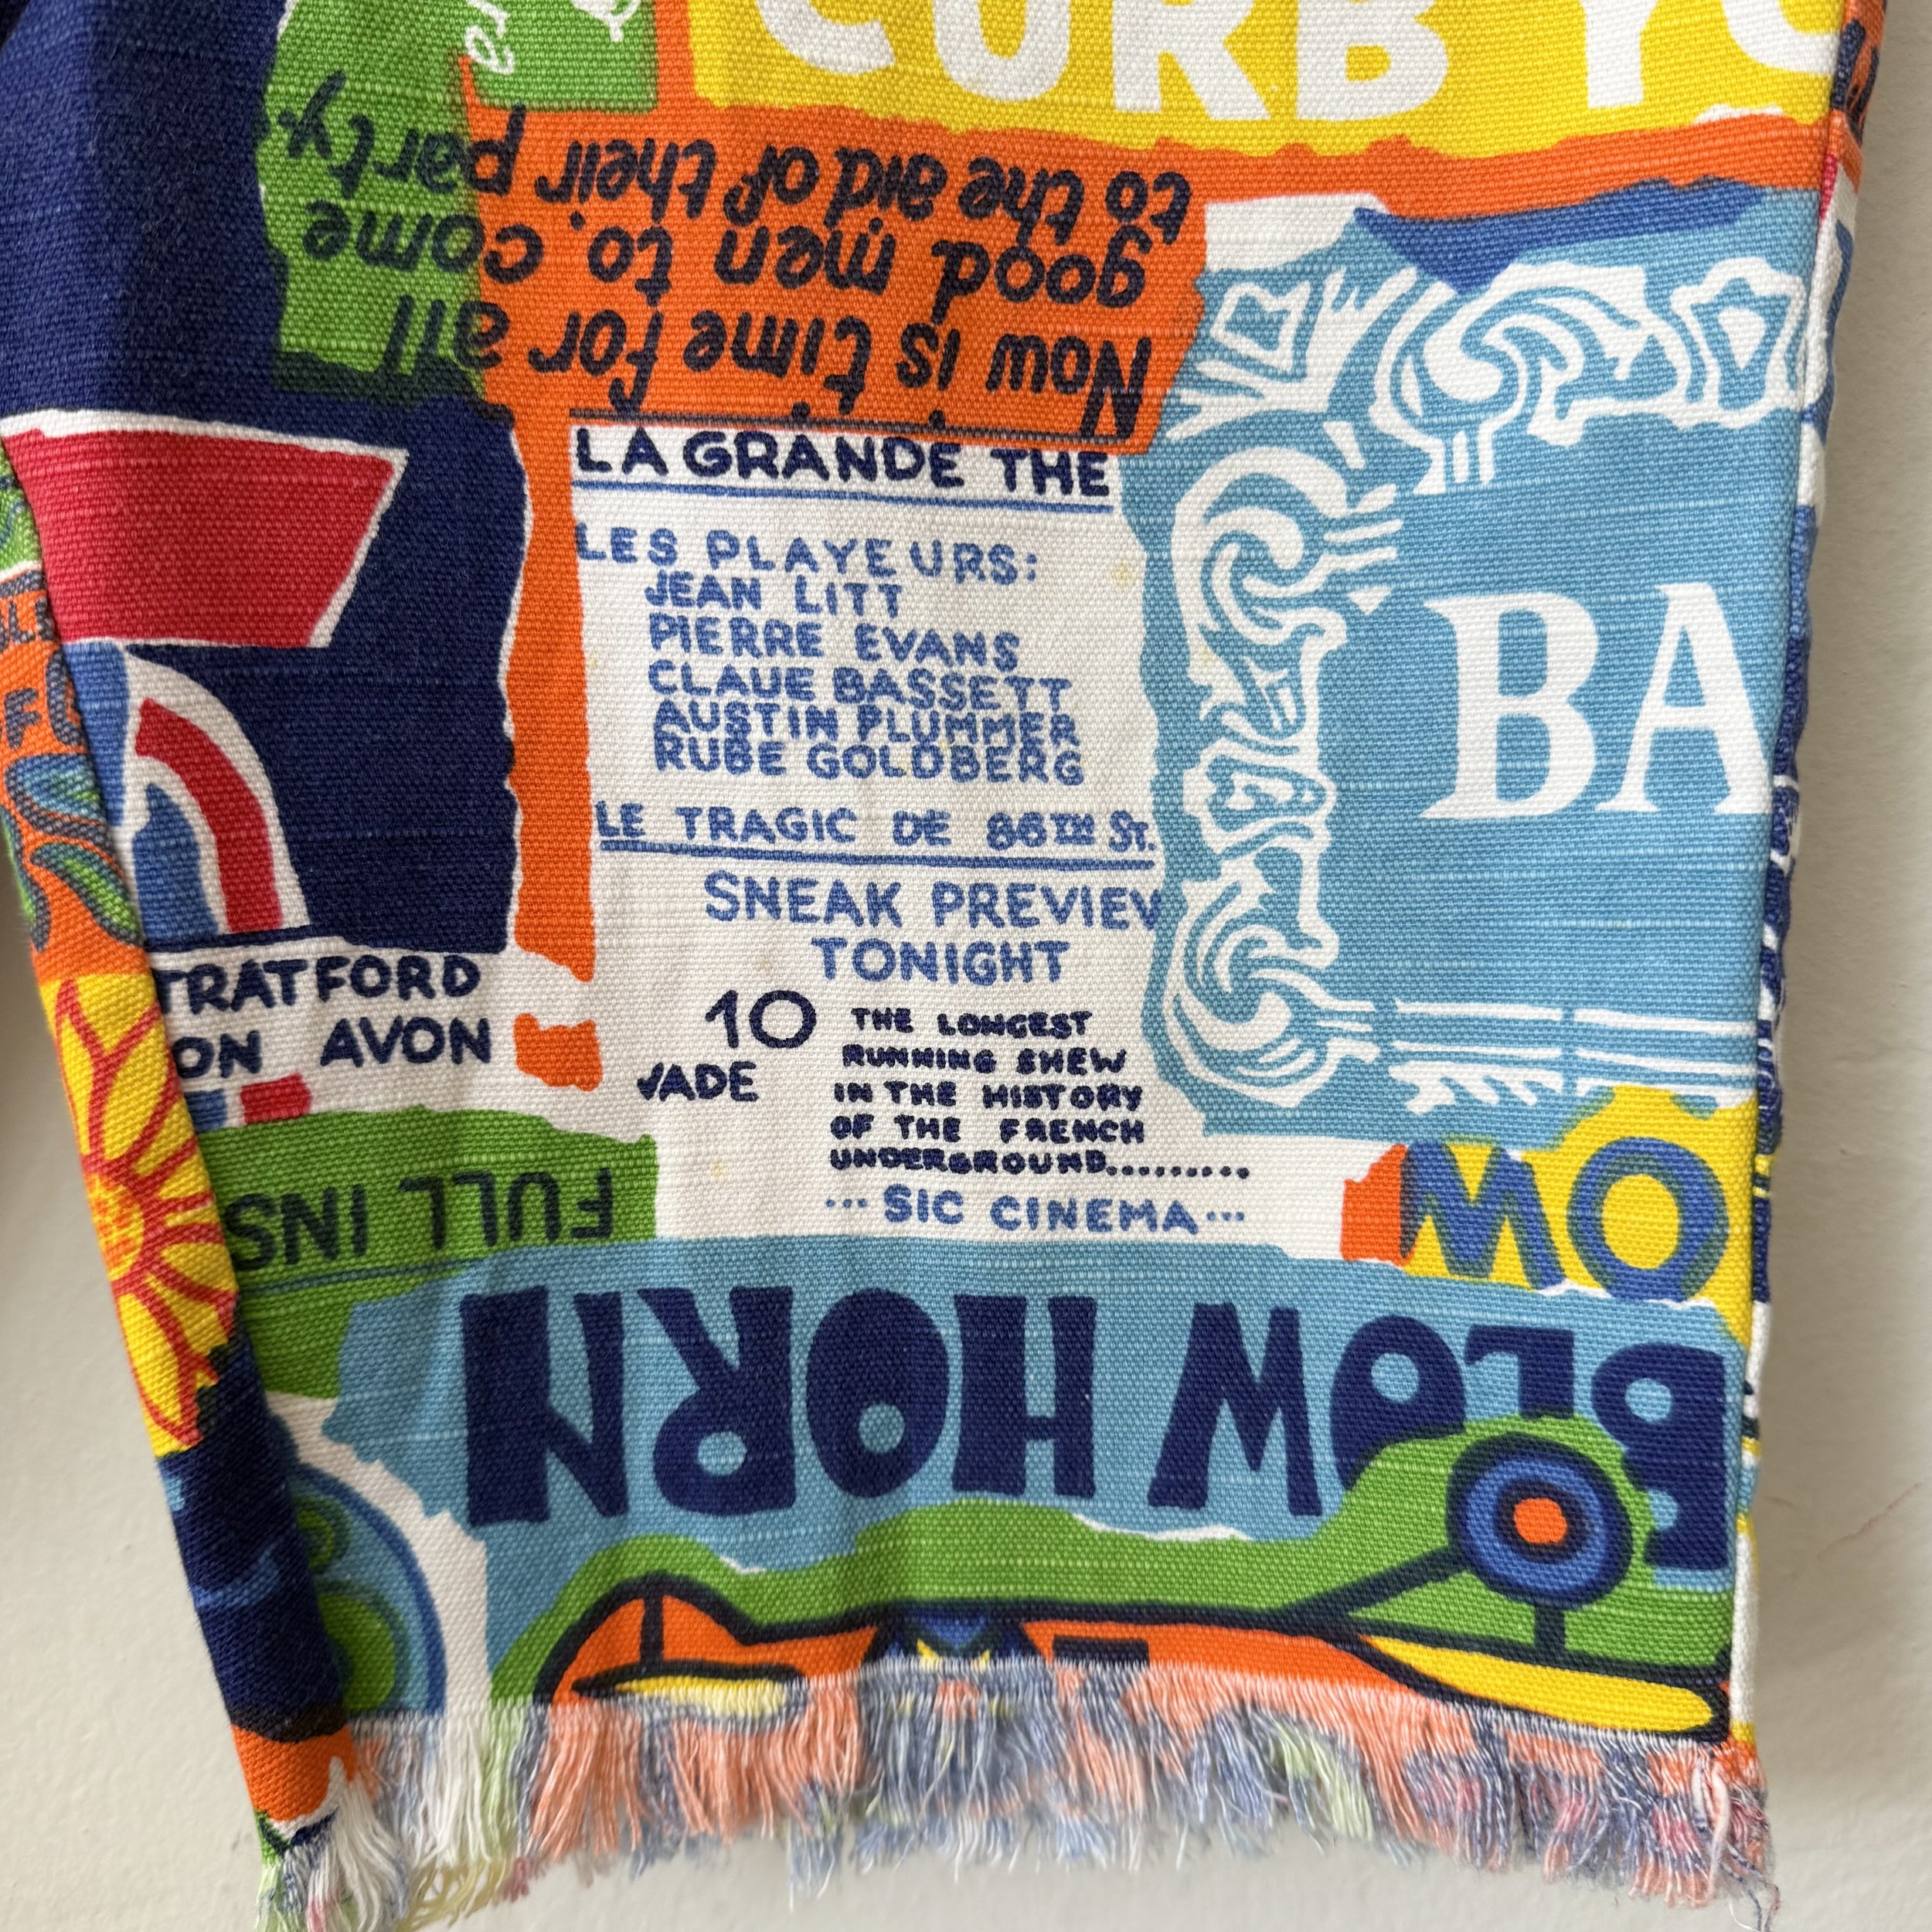 CURB YO
Now is time for all
good men to come
to the aid of their party
LA GRANDE THE
LES PLAYEURS:
JEAN LITT
PIERRE EVANS
CLAUE BASSETT
AUSTIN PLUMMER
RUBE GOLDBERG
LE TRAGIC DE 86TH ST.
SNEAK PREVIEW
TONIGHT
10
JADE
THE LONGEST
RUNNING SHEW
IN THE HISTORY
OF THE FRENCH
UNDERGROUND.........
... SIC CINEMA ...
BA
TRATFORD
ON AVON
FULL INS
OW
BLOW HORN